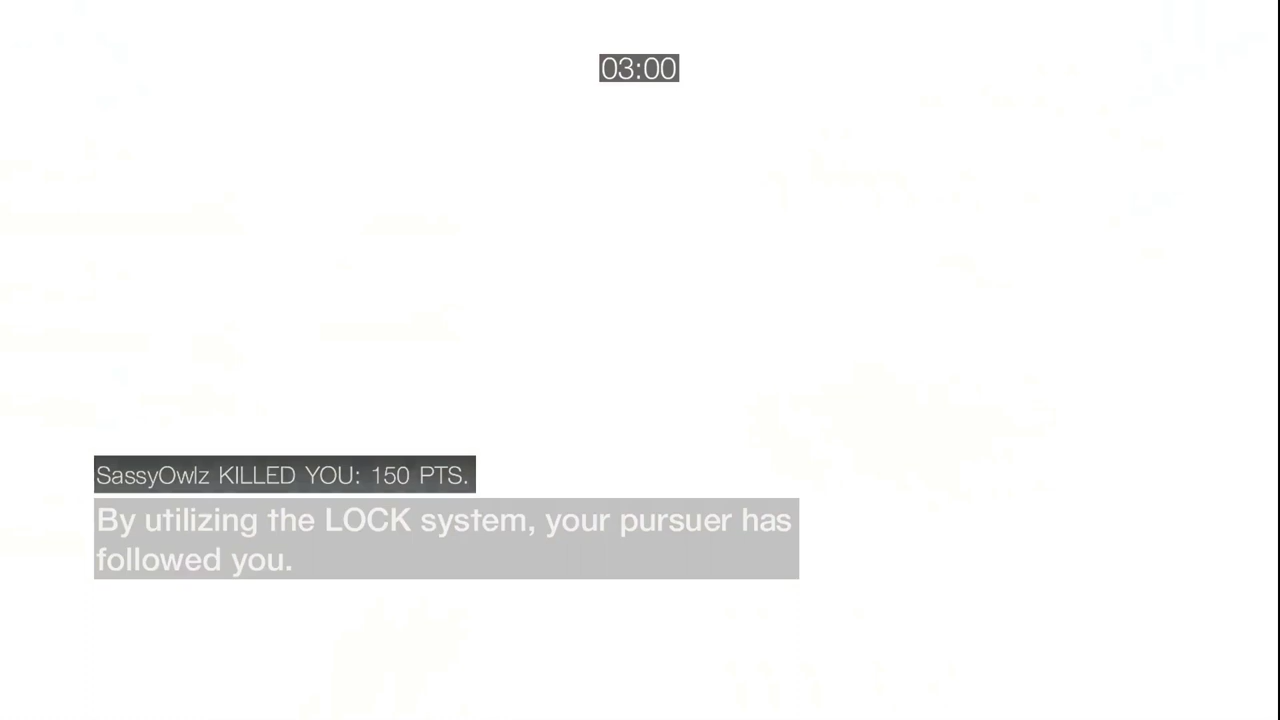 03:00
SassyOwlz KILLED YOU: 150 PTS.
By utilizing the LOCK system, your pursuer has
followed you.